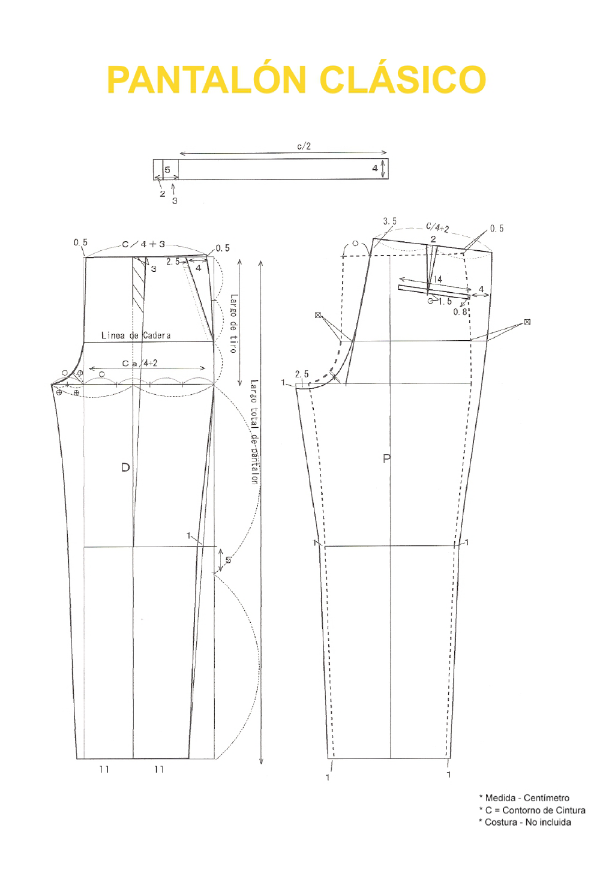 PANTALÓN CLÁSICO
c/2
5
4
2
3
0.5
C/4+3
0.5
3
2.5
4
Largo de tiro
Linea de Cadera
Ca/4+2
Largo total de pantalon
D
1
5
11
11
3.5
C/4+2
0.5
2
14
4
1.5
0.8
2.5
1
P
1
1
1
1
* Medida - Centímetro
* C = Contorno de Cintura
* Costura - No incluida